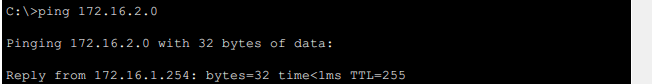 C:\>ping 172.16.2.0
Pinging 172.16.2.0 with 32 bytes of data:
Reply from 172.16.1.254: bytes=32 time<1ms TTL=255